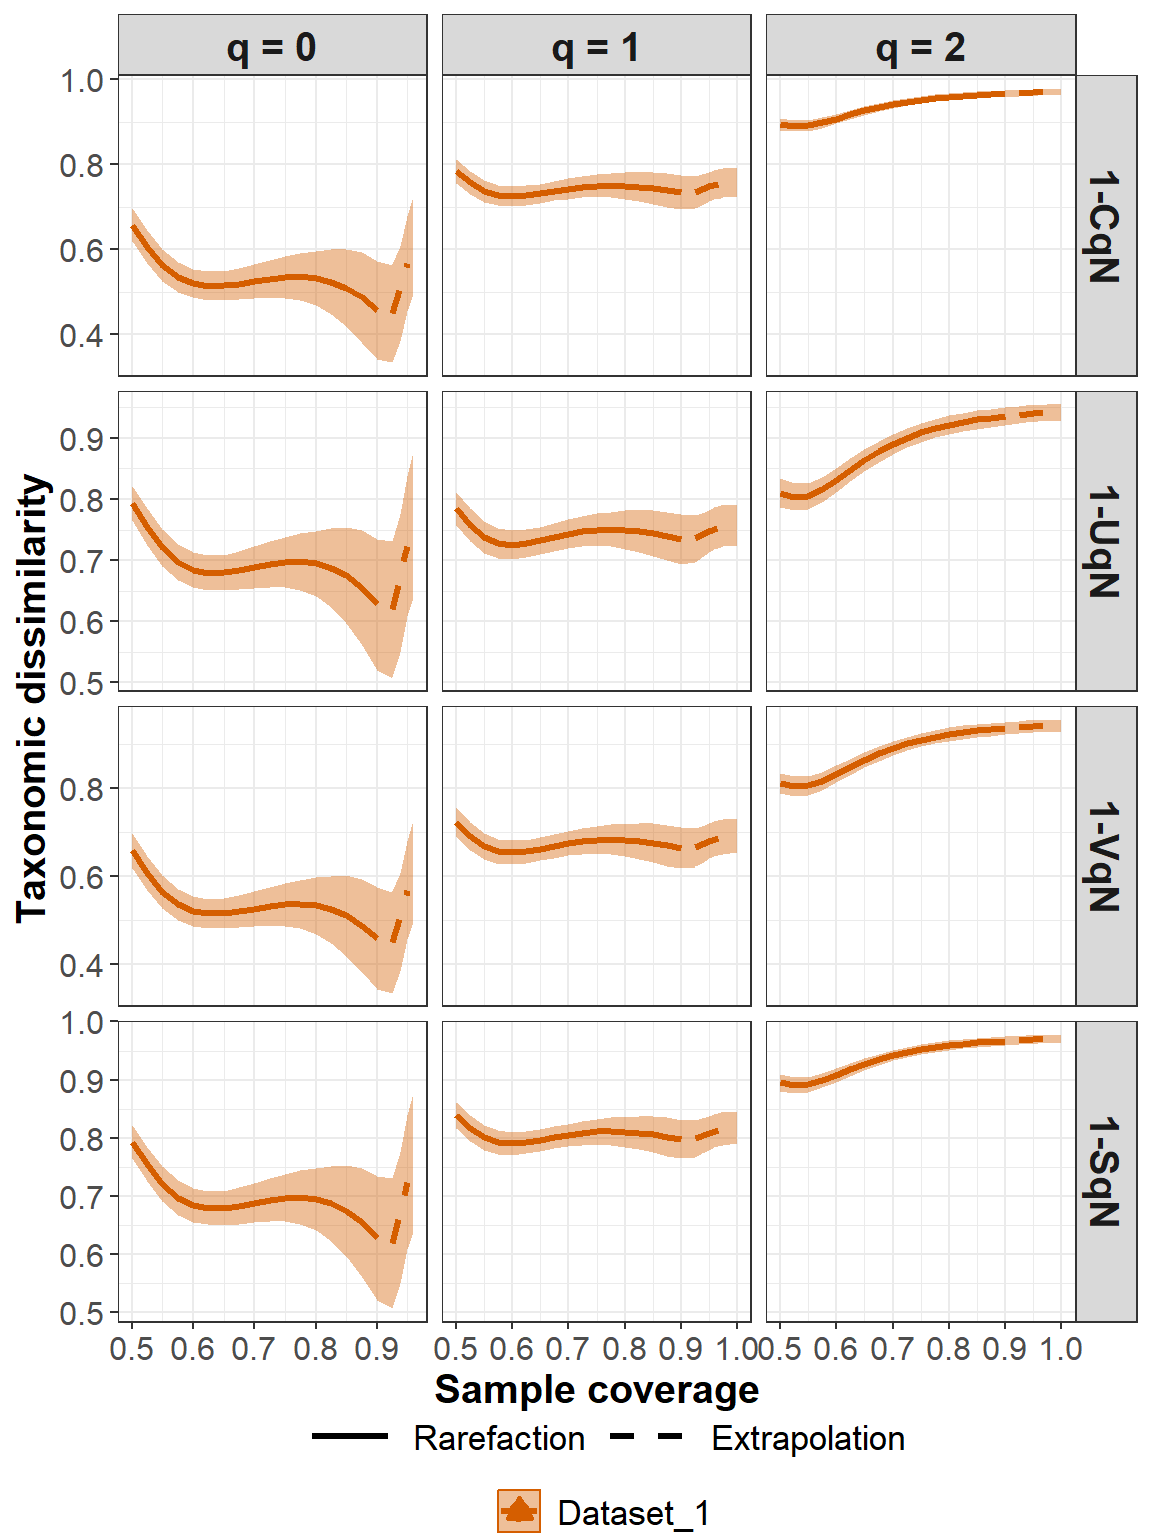 q = 0
q = 1
q = 2
1.0
0.8
0.6
0.4
1-CqN
0.9
0.8
0.7
0.6
0.5
1-UqN
0.8
0.6
0.4
1-VqN
1.0
0.9
0.8
0.7
0.6
0.5
1-SqN
Taxonomic dissimilarity
0.5 0.6 0.7 0.8 0.9
0.5 0.6 0.7 0.8 0.9 1.0
0.5 0.6 0.7 0.8 0.9 1.0
Sample coverage
Rarefaction Extrapolation
Dataset_1